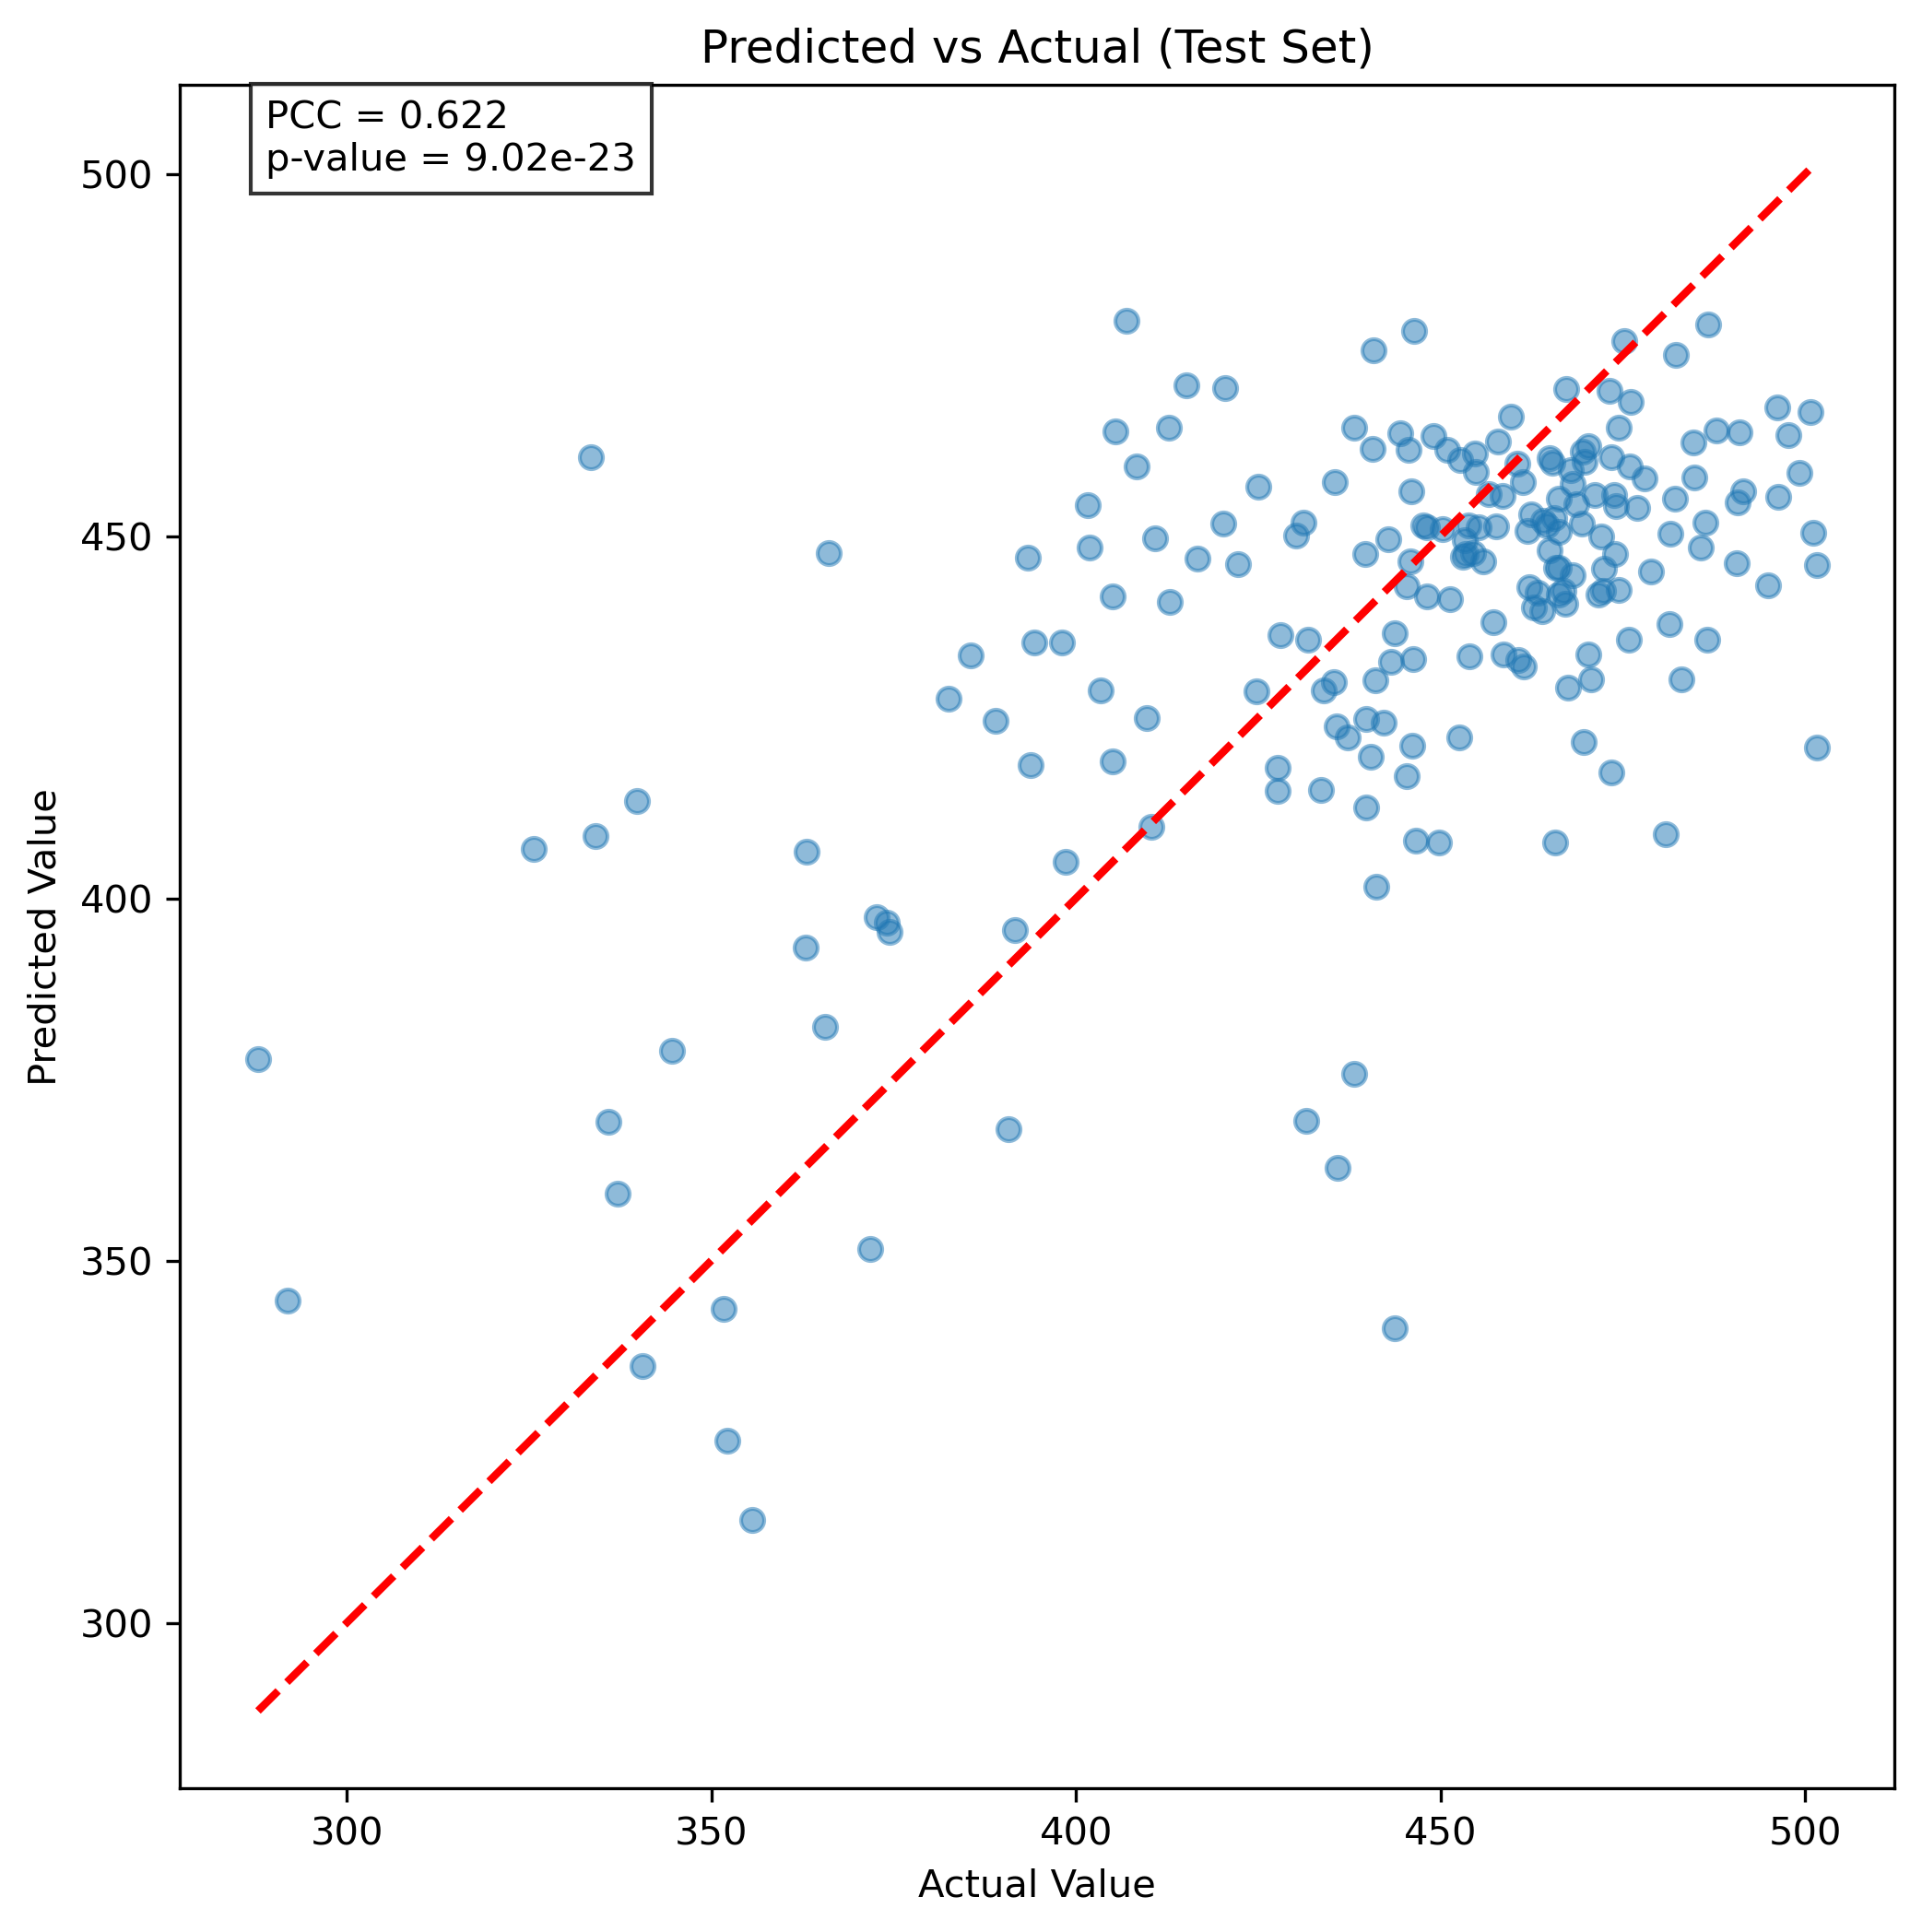 Predicted vs Actual (Test Set)
PCC = 0.622
p-value = 9.02e-23
500
450
400
350
300
Predicted Value
300
350
400
450
500
Actual Value